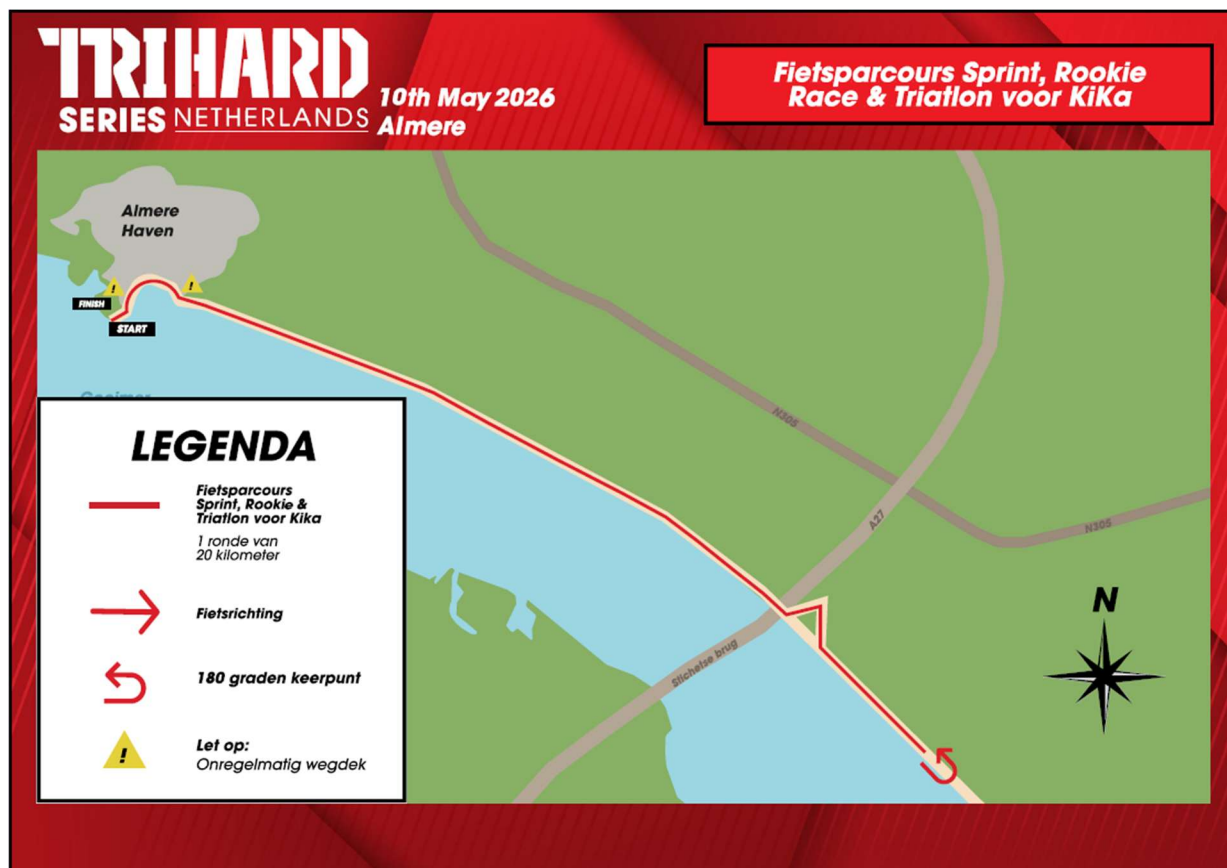 TRIHARD
SERIES NETHERLANDS
10th May 2026
Almere
Fietsparcours Sprint, Rookie
Race & Triatlon voor KiKa
Almere
Haven
!
!
FINISH
START
N305
N305
A27
Stichetse brug
N
LEGENDA
Fietsparcours
Sprint, Rookie &
Triatlon voor Kika
1 ronde van
20 kilometer
Fietsrichting
180 graden keerpunt
!
Let op:
Onregelmatig wegdek